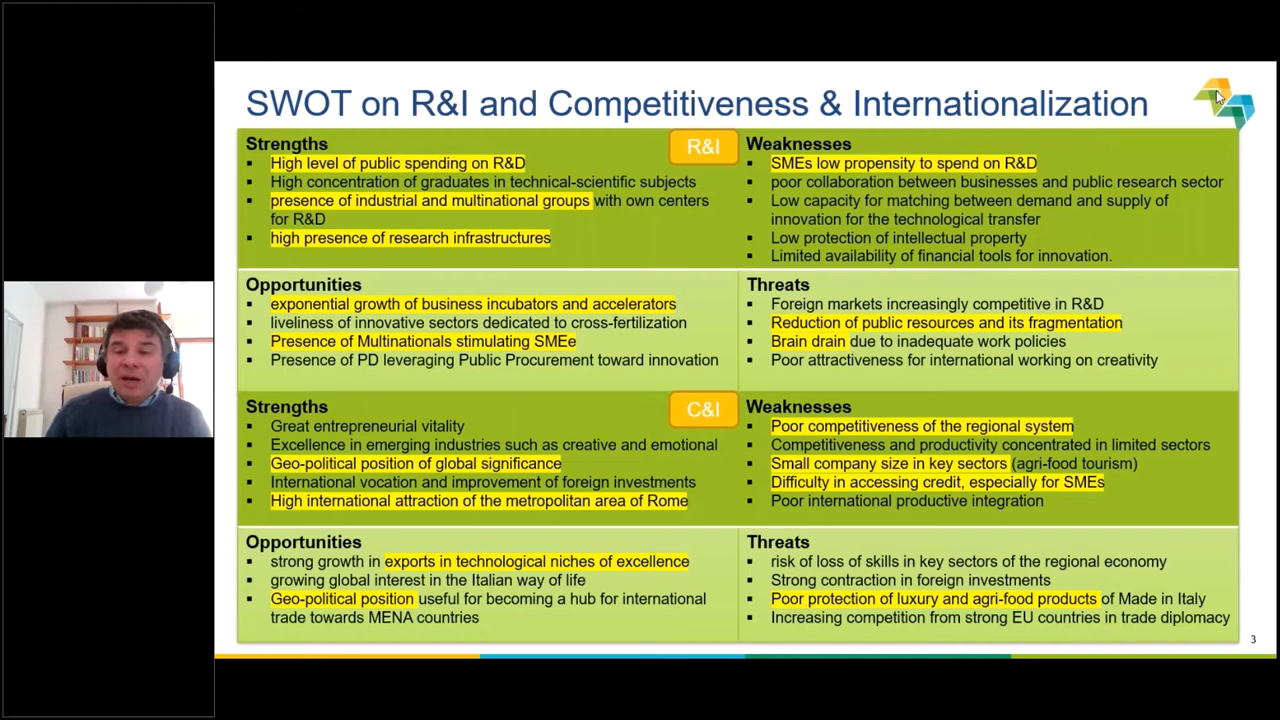 SWOT on R&I and Competitiveness & Internationalization
Strengths
▪ High level of public spending on R&D
▪ High concentration of graduates in technical-scientific subjects
▪ presence of industrial and multinational groups with own centers
for R&D
▪ high presence of research infrastructures
R&I
Weaknesses
▪ SMEs low propensity to spend on R&D
▪ poor collaboration between businesses and public research sector
▪ Low capacity for matching between demand and supply of
innovation for the technological transfer
▪ Low protection of intellectual property
▪ Limited availability of financial tools for innovation.
Opportunities
▪ exponential growth of business incubators and accelerators
▪ liveliness of innovative sectors dedicated to cross-fertilization
▪ Presence of Multinationals stimulating SMEe
▪ Presence of PD leveraging Public Procurement toward innovation
Threats
▪ Foreign markets increasingly competitive in R&D
▪ Reduction of public resources and its fragmentation
▪ Brain drain due to inadequate work policies
▪ Poor attractiveness for international working on creativity
Strengths
▪ Great entrepreneurial vitality
▪ Excellence in emerging industries such as creative and emotional
▪ Geo-political position of global significance
▪ International vocation and improvement of foreign investments
▪ High international attraction of the metropolitan area of Rome
C&I
Weaknesses
▪ Poor competitiveness of the regional system
▪ Competitiveness and productivity concentrated in limited sectors
▪ Small company size in key sectors (agri-food tourism)
▪ Difficulty in accessing credit, especially for SMEs
▪ Poor international productive integration
Opportunities
▪ strong growth in exports in technological niches of excellence
▪ growing global interest in the Italian way of life
▪ Geo-political position useful for becoming a hub for international
trade towards MENA countries
Threats
▪ risk of loss of skills in key sectors of the regional economy
▪ Strong contraction in foreign investments
▪ Poor protection of luxury and agri-food products of Made in Italy
▪ Increasing competition from strong EU countries in trade diplomacy
3